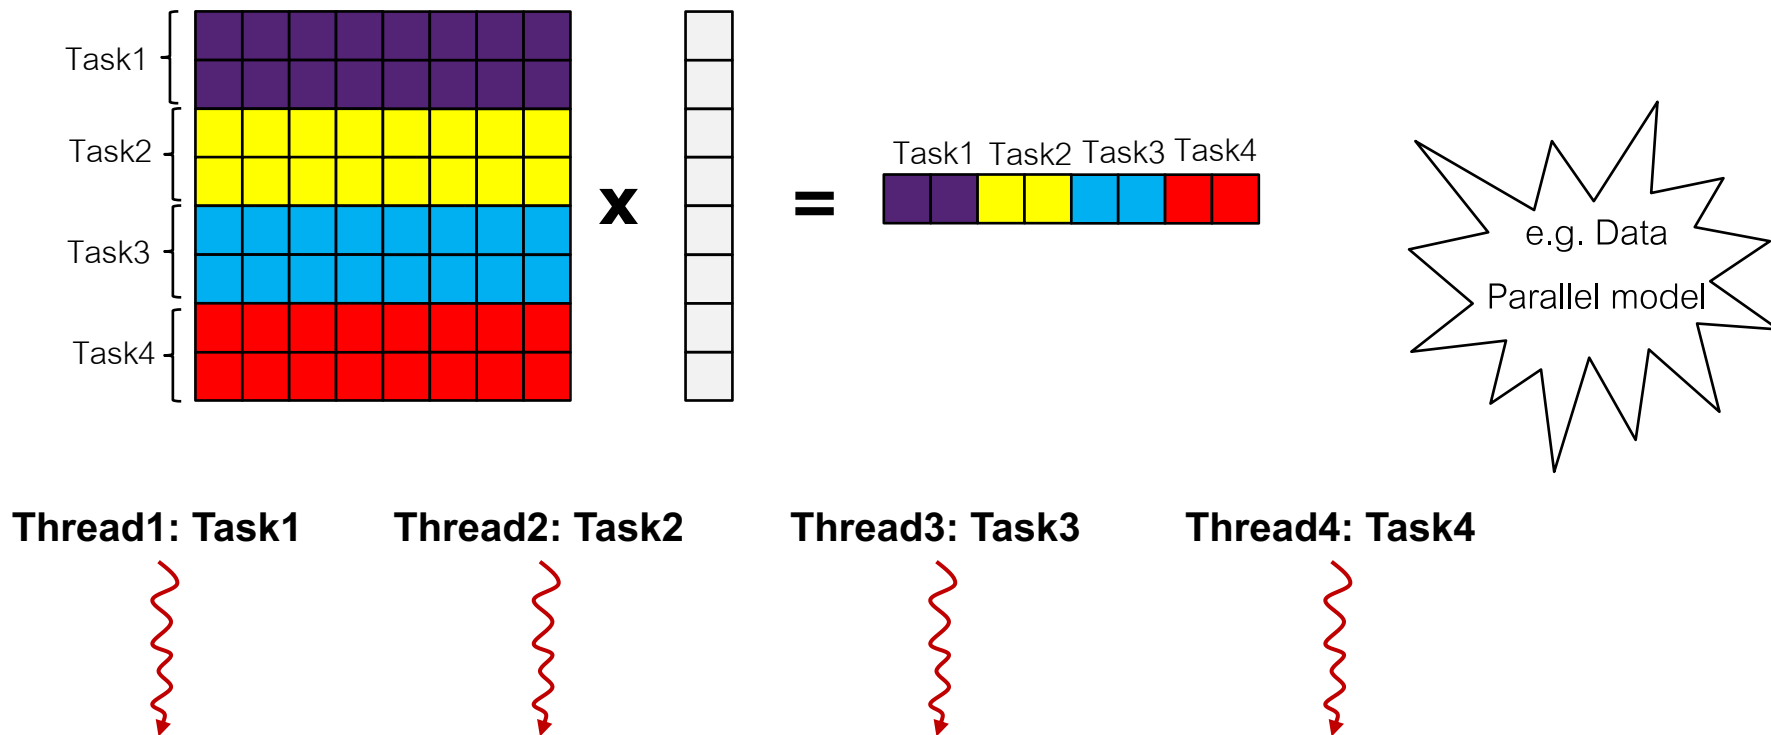 Task1
Task2
Task3
Task4
x
=
Task1 Task2 Task3 Task4
e.g. Data
Parallel model
Thread1: Task1
Thread2: Task2
Thread3: Task3
Thread4: Task4